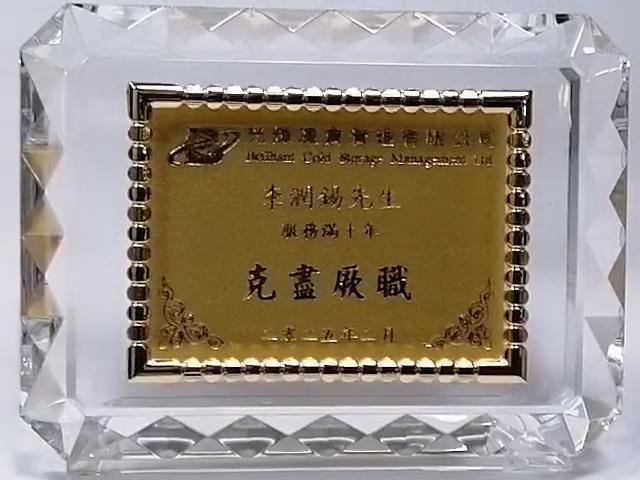 光輝凍倉管理有限公司
Brilliant Cold Storage Management Ltd.
李潤錫先生
服務滿十年
克盡厥職
二零二五年二月